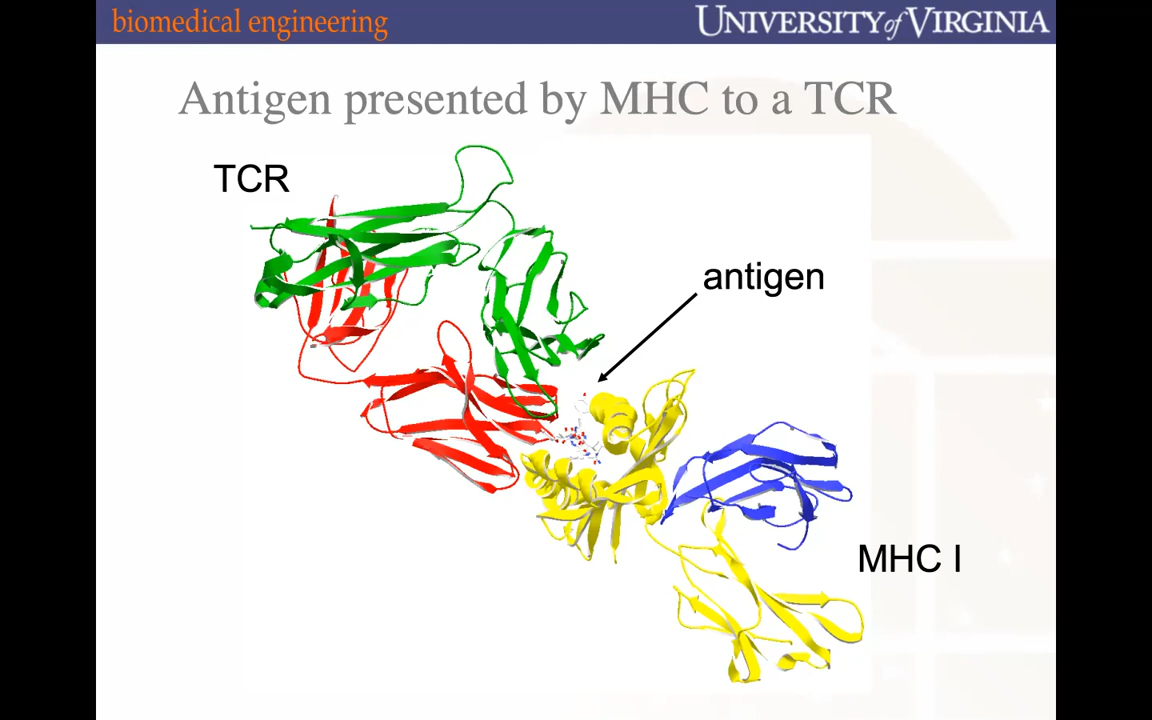 biomedical engineering
UNIVERSITY of VIRGINIA
Antigen presented by MHC to a TCR
TCR
antigen
MHC I